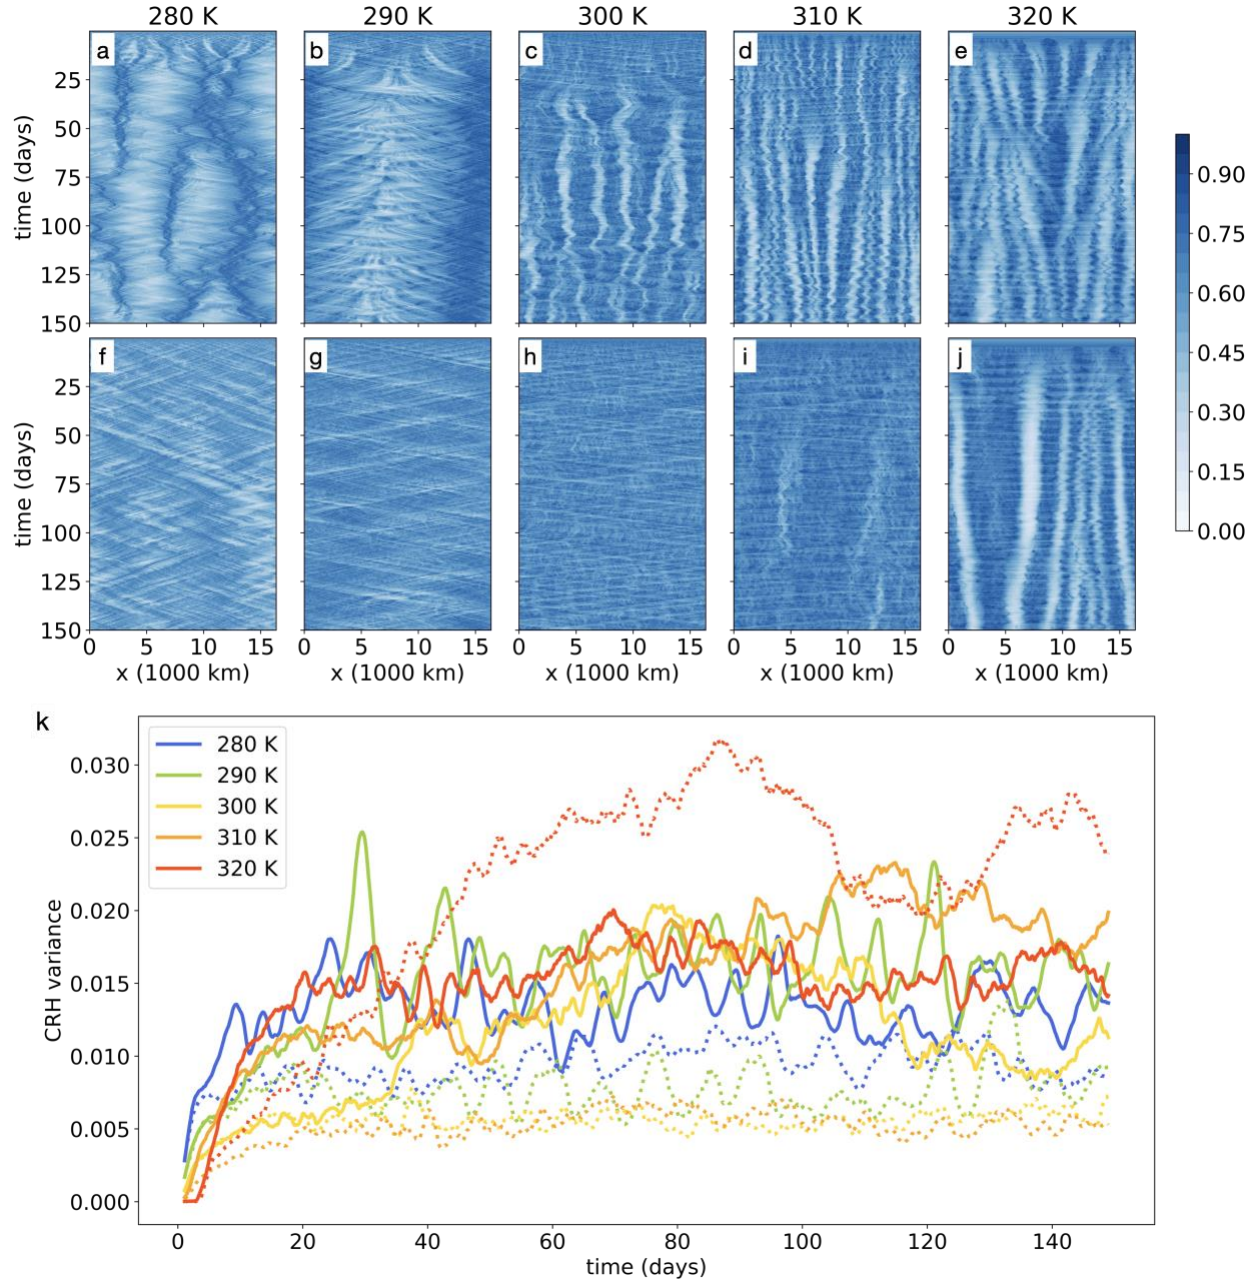 280 K 290 K 300 K 310 K 320 K
a b c d e
25
50
75
100
125
150
time (days)
f g h i j
25
50
75
100
125
150
time (days)
0 5 10 15 0 5 10 15 0 5 10 15 0 5 10 15 0 5 10 15
x (1000 km) x (1000 km) x (1000 km) x (1000 km) x (1000 km)
0.90
0.75
0.60
0.45
0.30
0.15
0.00
k
280 K
290 K
300 K
310 K
320 K
0.030
0.025
0.020
0.015
0.010
0.005
0.000
CRH variance
0 20 40 60 80 100 120 140
time (days)